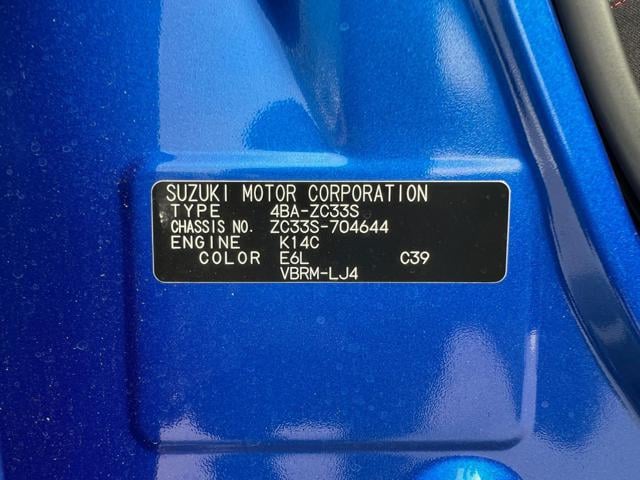 SUZUKI MOTOR CORPORATION
TYPE 4BA-ZC33S
CHASSIS NO. ZC33S-704644
ENGINE K14C
COLOR E6L C39
VBRM-LJ4